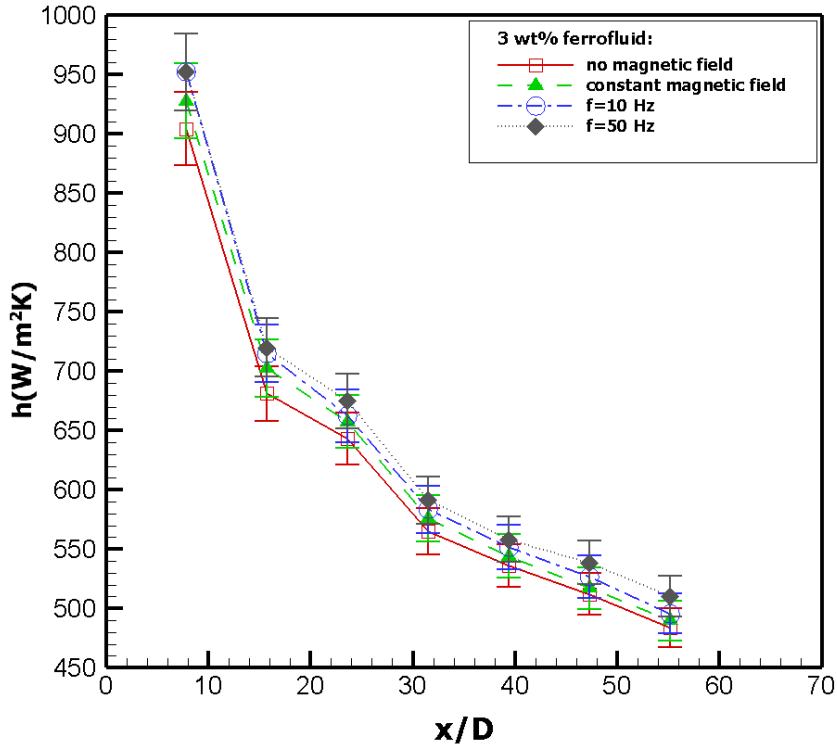 1000
950
900
850
800
750
700
650
600
550
500
450
h(W/m²K)
3 wt% ferrofluid:
no magnetic field
constant magnetic field
f=10 Hz
f=50 Hz
0 10 20 30 40 50 60 70
x/D